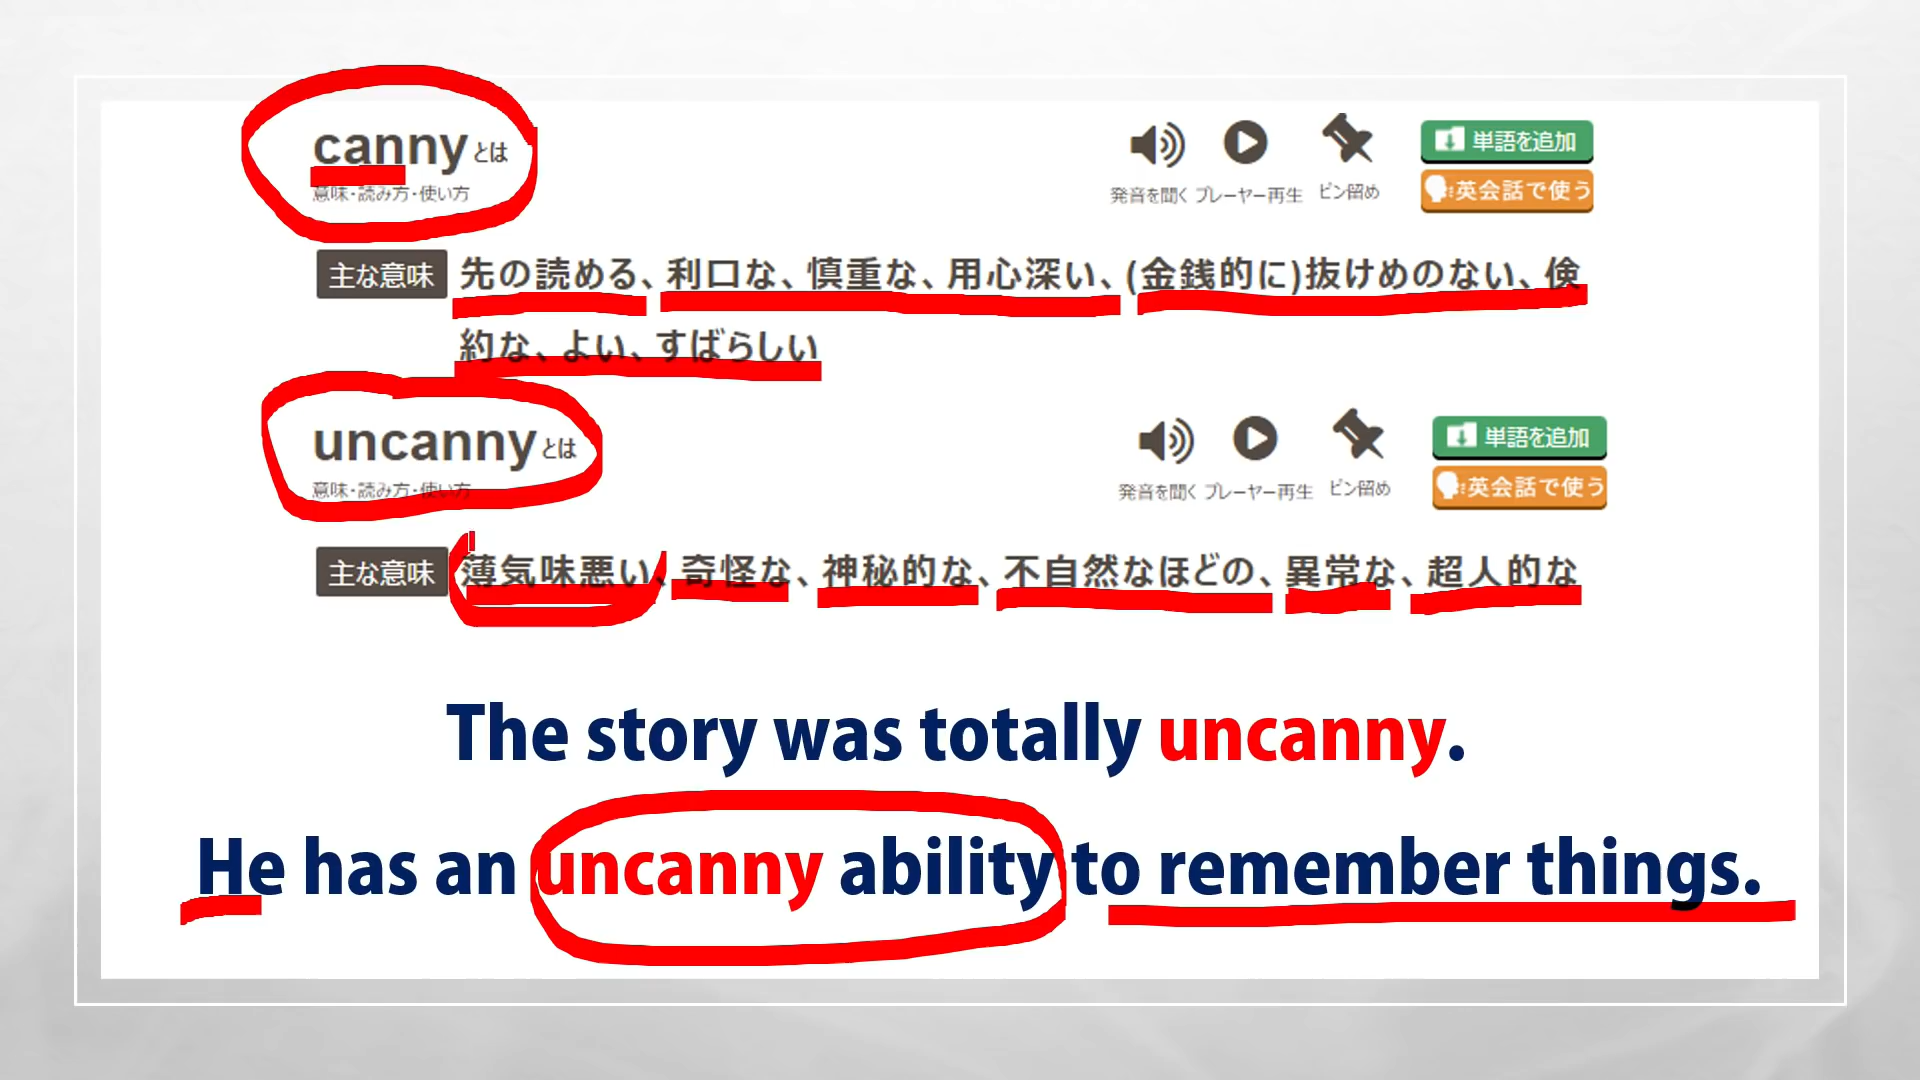 cannyとは
意味・読み方・使い方
発音を聞く プレーヤー再生 ピン留め
単語を追加
英会話で使う
主な意味 先の読める、利口な、慎重な、用心深い、(金銭的に)抜けめのない、倹
約な、よい、すばらしい
uncannyとは
意味・読み方・使い方
発音を聞く プレーヤー再生 ピン留め
単語を追加
英会話で使う
主な意味 薄気味悪い、奇怪な、神秘的な、不自然なほどの、異常な、超人的な
The story was totally uncanny.
He has an uncanny ability to remember things.